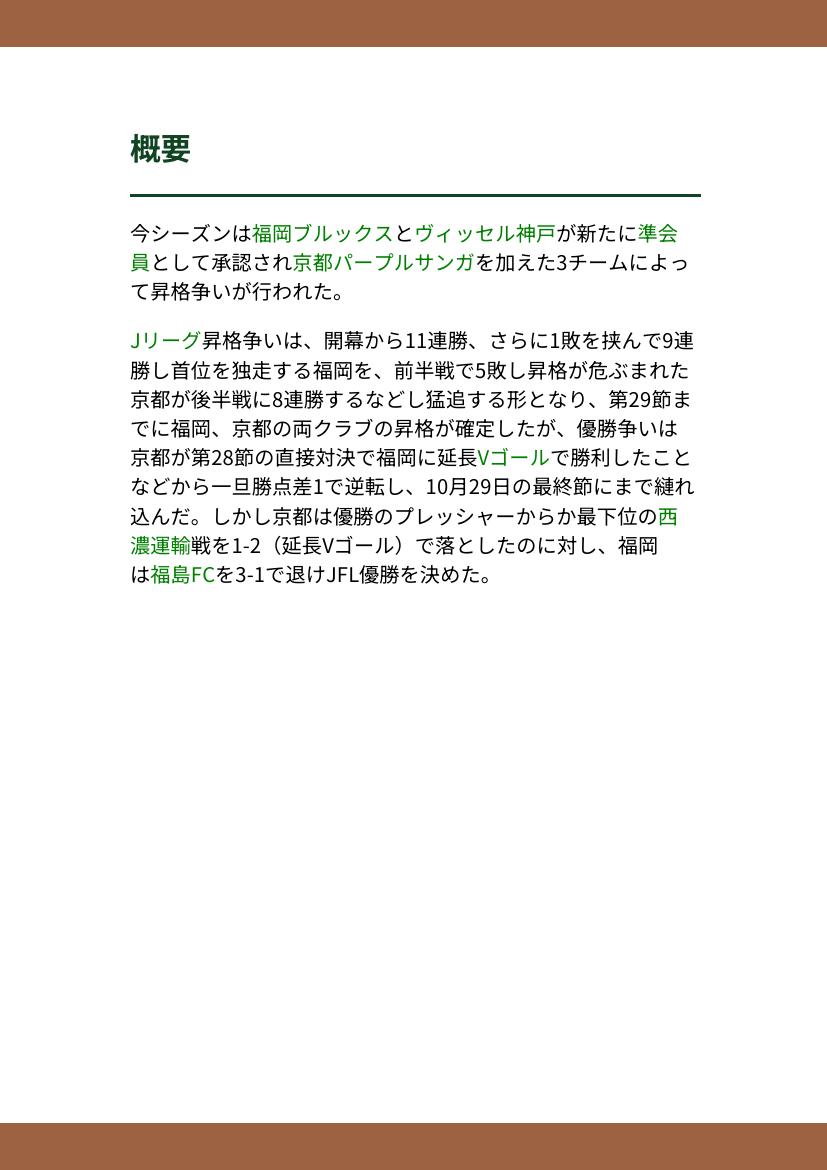 概要
今シーズンは福岡ブルックスとヴィッセル神戸が新たに準会
員として承認され京都パープルサンガを加えた3チームによっ
て昇格争いが行われた。
Jリーグ昇格争いは、開幕から11連勝、さらに1敗を挟んで9連
勝し首位を独走する福岡を、前半戦で5敗し昇格が危ぶまれた
京都が後半戦に8連勝するなどし猛追する形となり、第29節ま
でに福岡、京都の両クラブの昇格が確定したが、優勝争いは
京都が第28節の直接対決で福岡に延長Vゴールで勝利したこと
などから一旦勝点差1で逆転し、10月29日の最終節にまで縺れ
込んだ。しかし京都は優勝のプレッシャーからか最下位の西
濃運輸戦を1-2（延長Vゴール）で落としたのに対し、福岡
は福島FCを3-1で退けJFL優勝を決めた。